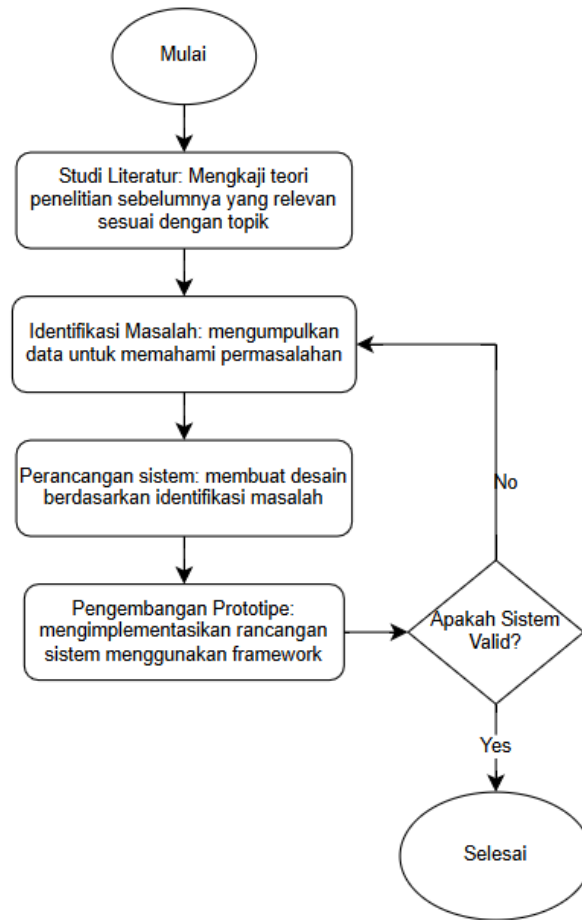 Mulai
Studi Literatur: Mengkaji teori
penelitian sebelumnya yang relevan
sesuai dengan topik
Identifikasi Masalah: mengumpulkan
data untuk memahami permasalahan
Perancangan sistem: membuat desain
berdasarkan identifikasi masalah
No
Pengembangan Prototipe:
mengimplementasikan rancangan
sistem menggunakan framework
Apakah Sistem
Valid?
Yes
Selesai